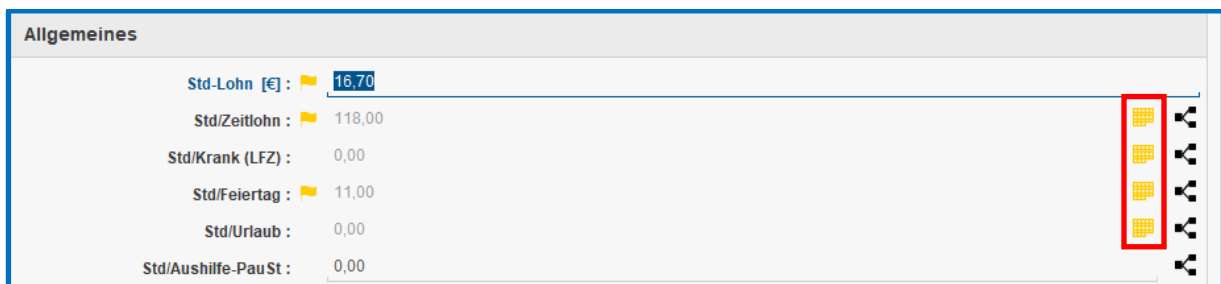 Allgemeines
Std-Lohn [€] : 16,70
Std/Zeitlohn : 118,00
Std/Krank (LFZ) : 0,00
Std/Feiertag : 11,00
Std/Urlaub : 0,00
Std/Aushilfe-PauSt : 0,00